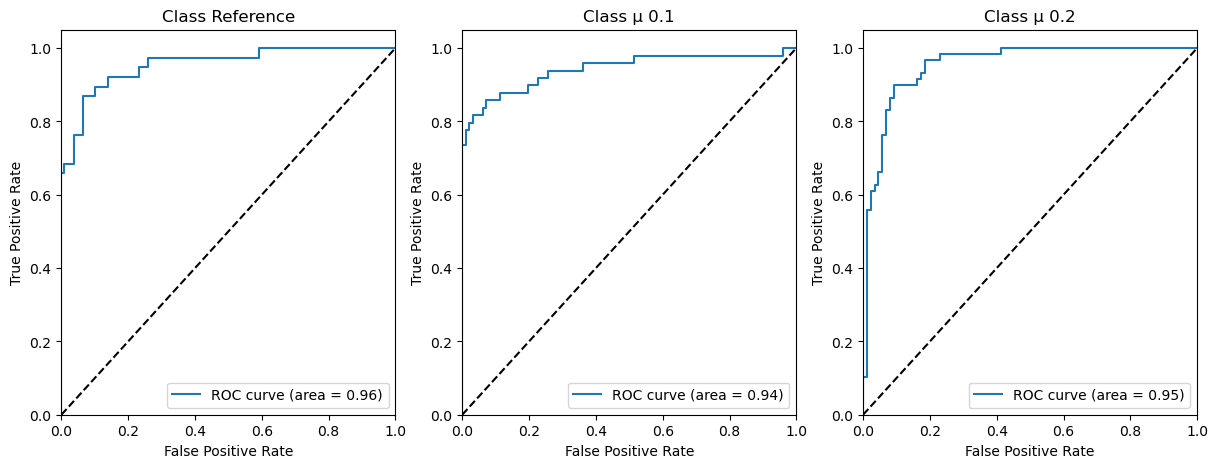 Class Reference
1.0
0.8
0.6
0.4
0.2
0.0
True Positive Rate
0.0 0.2 0.4 0.6 0.8 1.0
False Positive Rate
ROC curve (area = 0.96)
Class μ 0.1
1.0
0.8
0.6
0.4
0.2
0.0
True Positive Rate
0.0 0.2 0.4 0.6 0.8 1.0
False Positive Rate
ROC curve (area = 0.94)
Class μ 0.2
1.0
0.8
0.6
0.4
0.2
0.0
True Positive Rate
0.0 0.2 0.4 0.6 0.8 1.0
False Positive Rate
ROC curve (area = 0.95)